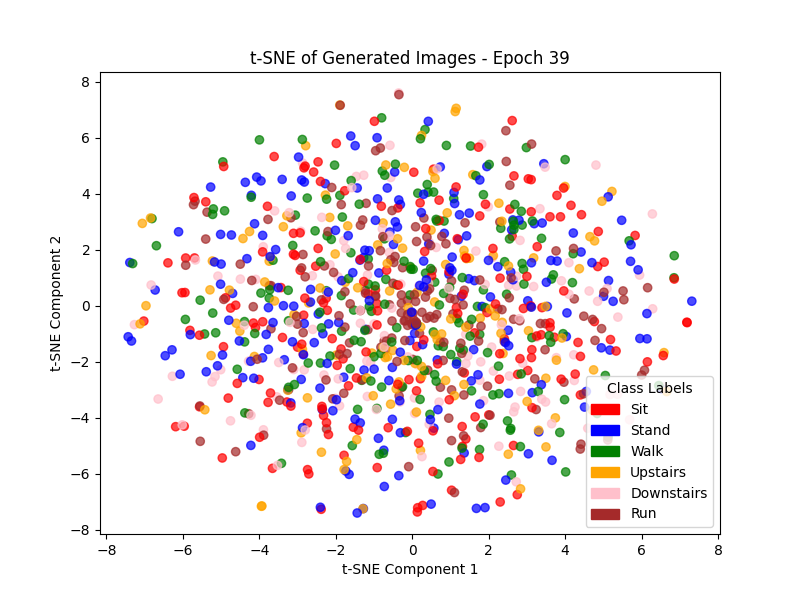 t-SNE of Generated Images - Epoch 39
8
6
4
2
0
−2
−4
−6
−8
t-SNE Component 2
Class Labels
Sit
Stand
Walk
Upstairs
Downstairs
Run
−8 −6 −4 −2 0 2 4 6 8
t-SNE Component 1